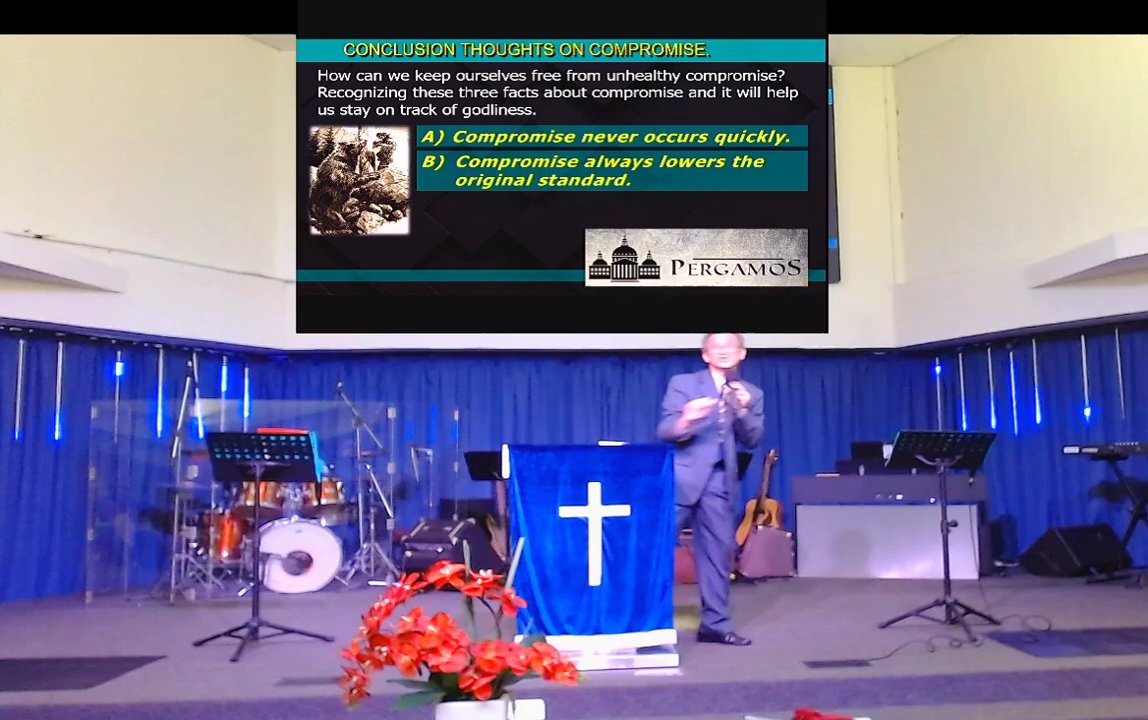 CONCLUSION THOUGHTS ON COMPROMISE.
How can we keep ourselves free from unhealthy compromise?
Recognizing these three facts about compromise and it will help
us stay on track of godliness.
A) Compromise never occurs quickly.
B) Compromise always lowers the
original standard.
PERGAMOS